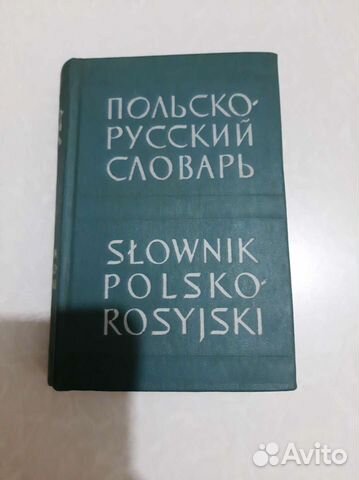 ПОЛЬСКО-
РУССКИЙ
СЛОВАРЬ
SŁOWNIK
POLSKO-
ROSYJSKI
Avito